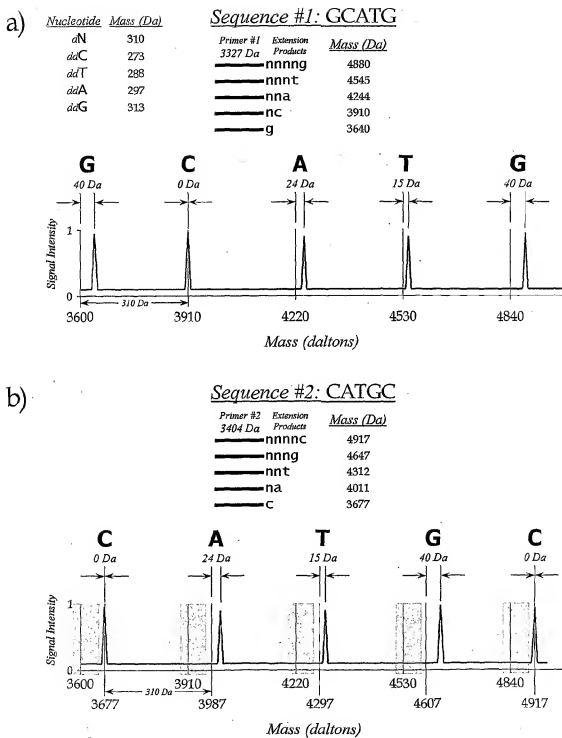 a)
Nucleotide Mass (Da)
dN 310
ddC 273
ddT 288
ddA 297
ddG 313
Sequence #1: GCATG
Primer #1 Extension Mass (Da)
3327 Da Products
nnnng 4880
nnnt 4545
nna 4244
nc 3910
g 3640
G C A T G
40 Da 0 Da 24 Da 15 Da 40 Da
Signal Intensity
1
0
310 Da
3600 3910 4220 4530 4840
Mass (daltons)
b)
Sequence #2: CATGC
Primer #2 Extension Mass (Da)
3404 Da Products
nnnnc 4917
nnng 4647
nnt 4312
na 4011
c 3677
C A T G C
0 Da 24 Da 15 Da 40 Da 0 Da
Signal Intensity
1
0
3600 3910 4220 4530 4840
310 Da
3677 3987 4297 4607 4917
Mass (daltons)